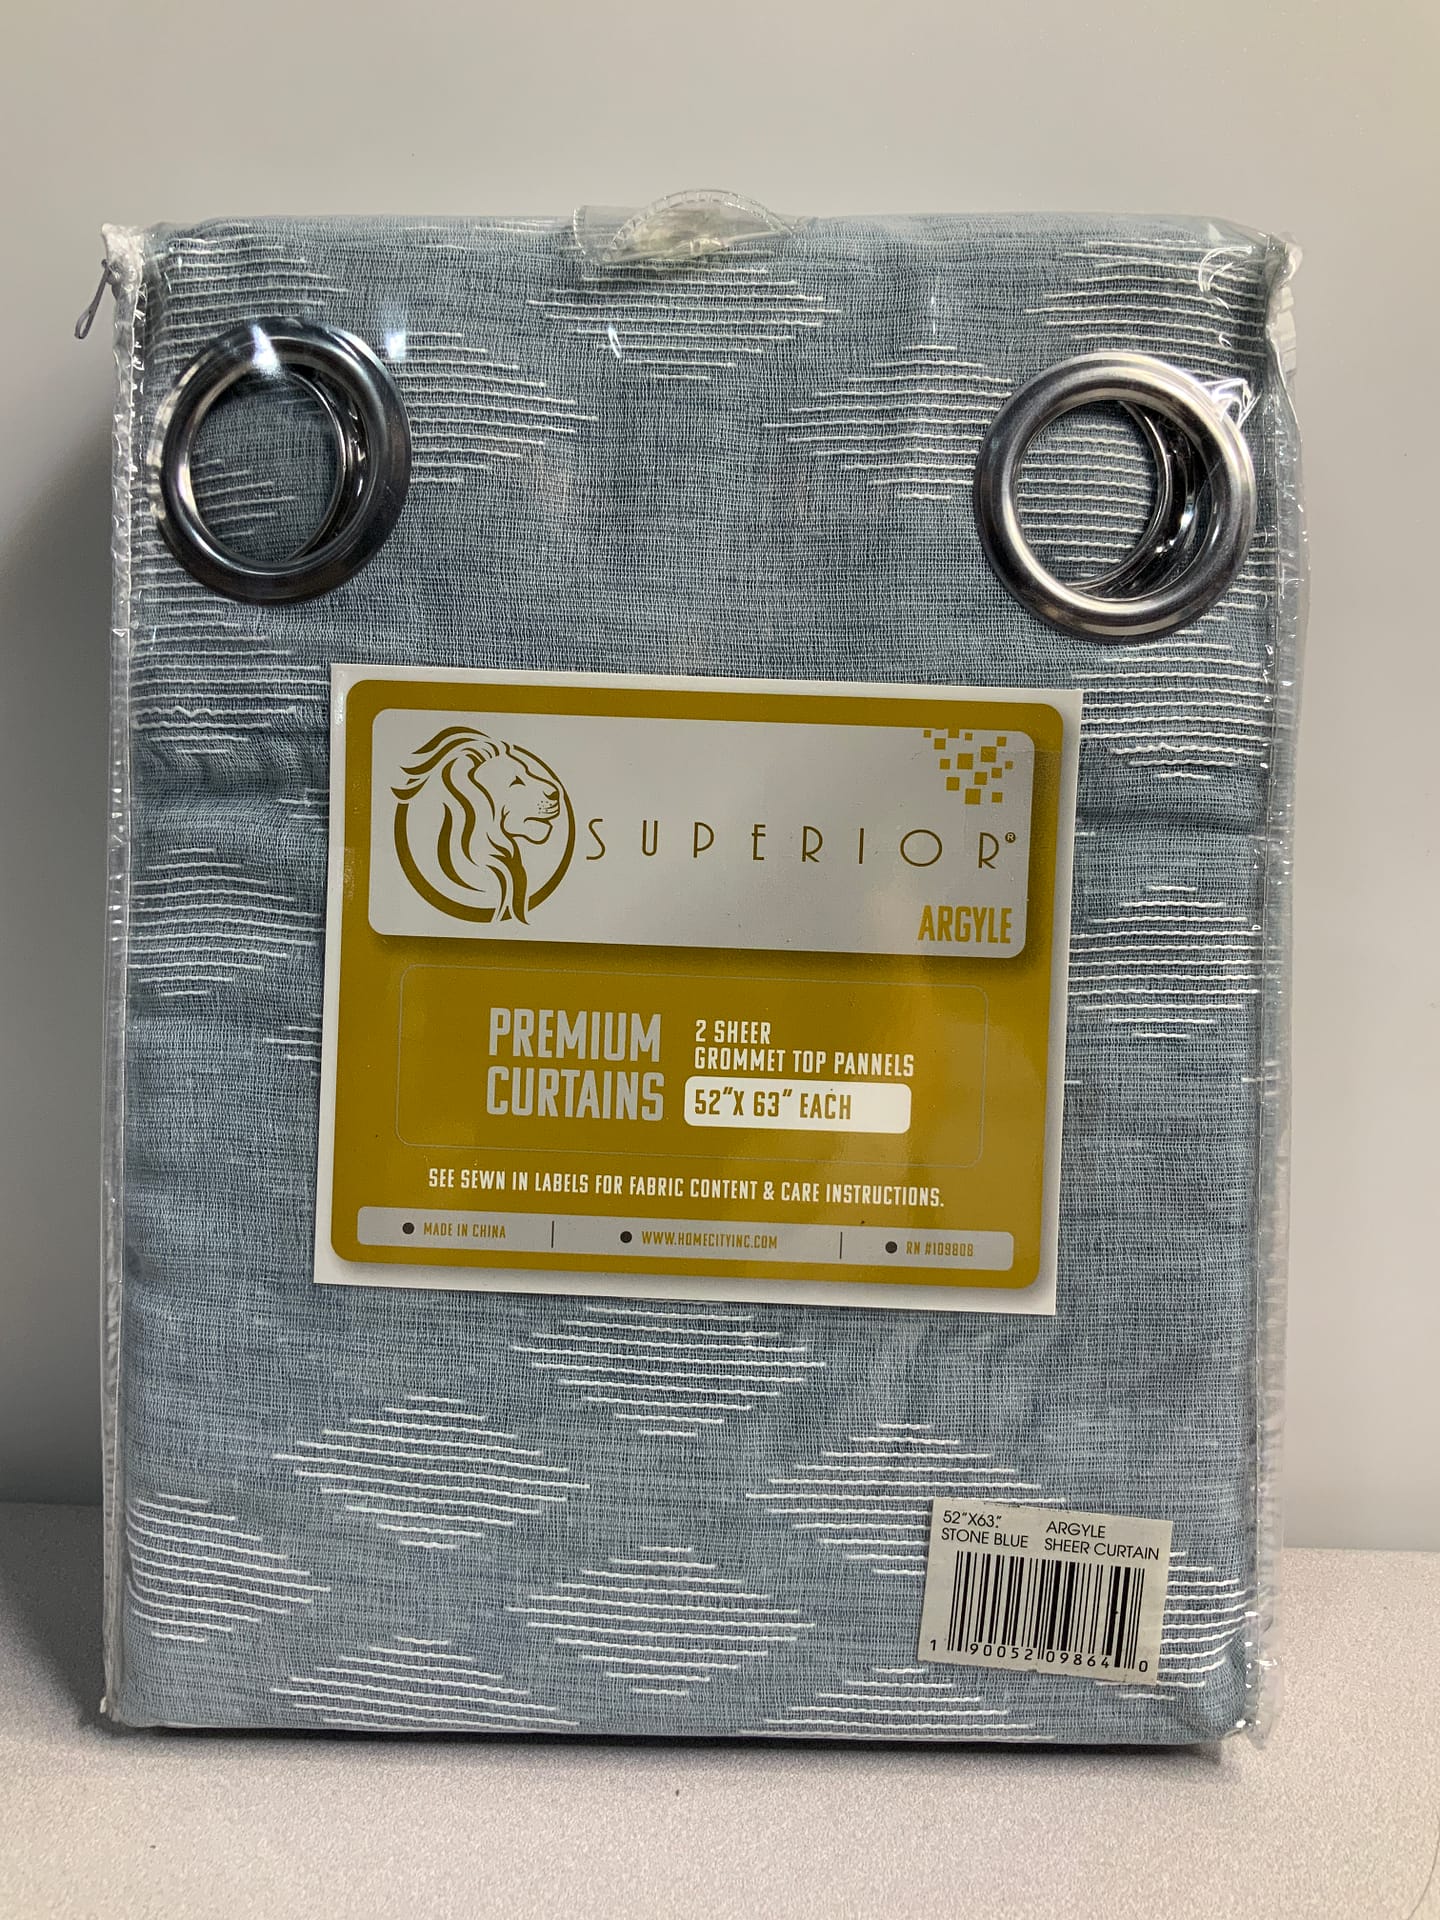 SUPERIOR®
ARGYLE
PREMIUM
CURTAINS
2 SHEER
GROMMET TOP PANNELS
52"X 63" EACH
SEE SEWN IN LABELS FOR FABRIC CONTENT & CARE INSTRUCTIONS.
MADE IN CHINA
WWW.HOMECITYINC.COM
RN #109808
52"X63."
STONE BLUE
ARGYLE
SHEER CURTAIN
1 90052 09864 0